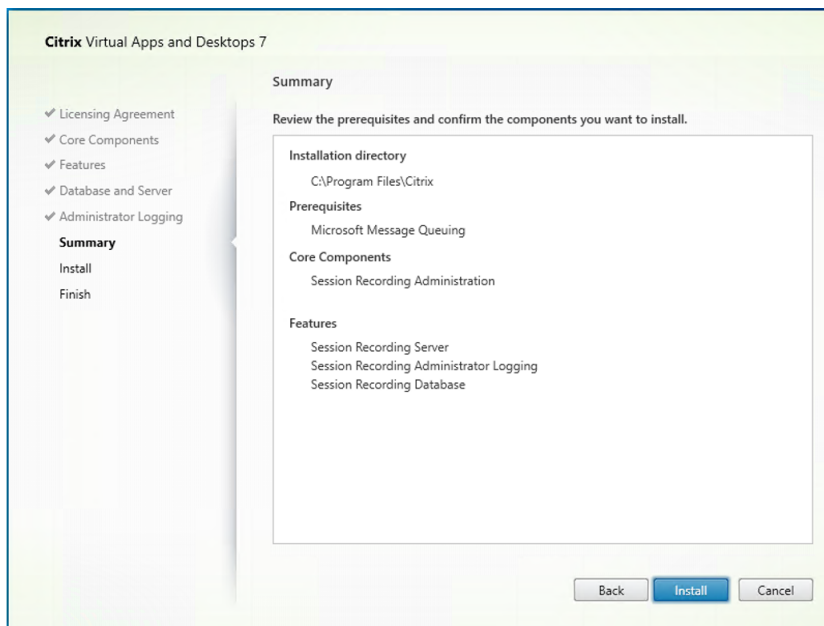 Citrix Virtual Apps and Desktops 7
Licensing Agreement
Core Components
Features
Database and Server
Administrator Logging
Summary
Install
Finish
Summary
Review the prerequisites and confirm the components you want to install.
Installation directory
C:\Program Files\Citrix
Prerequisites
Microsoft Message Queuing
Core Components
Session Recording Administration
Features
Session Recording Server
Session Recording Administrator Logging
Session Recording Database
Back
Install
Cancel